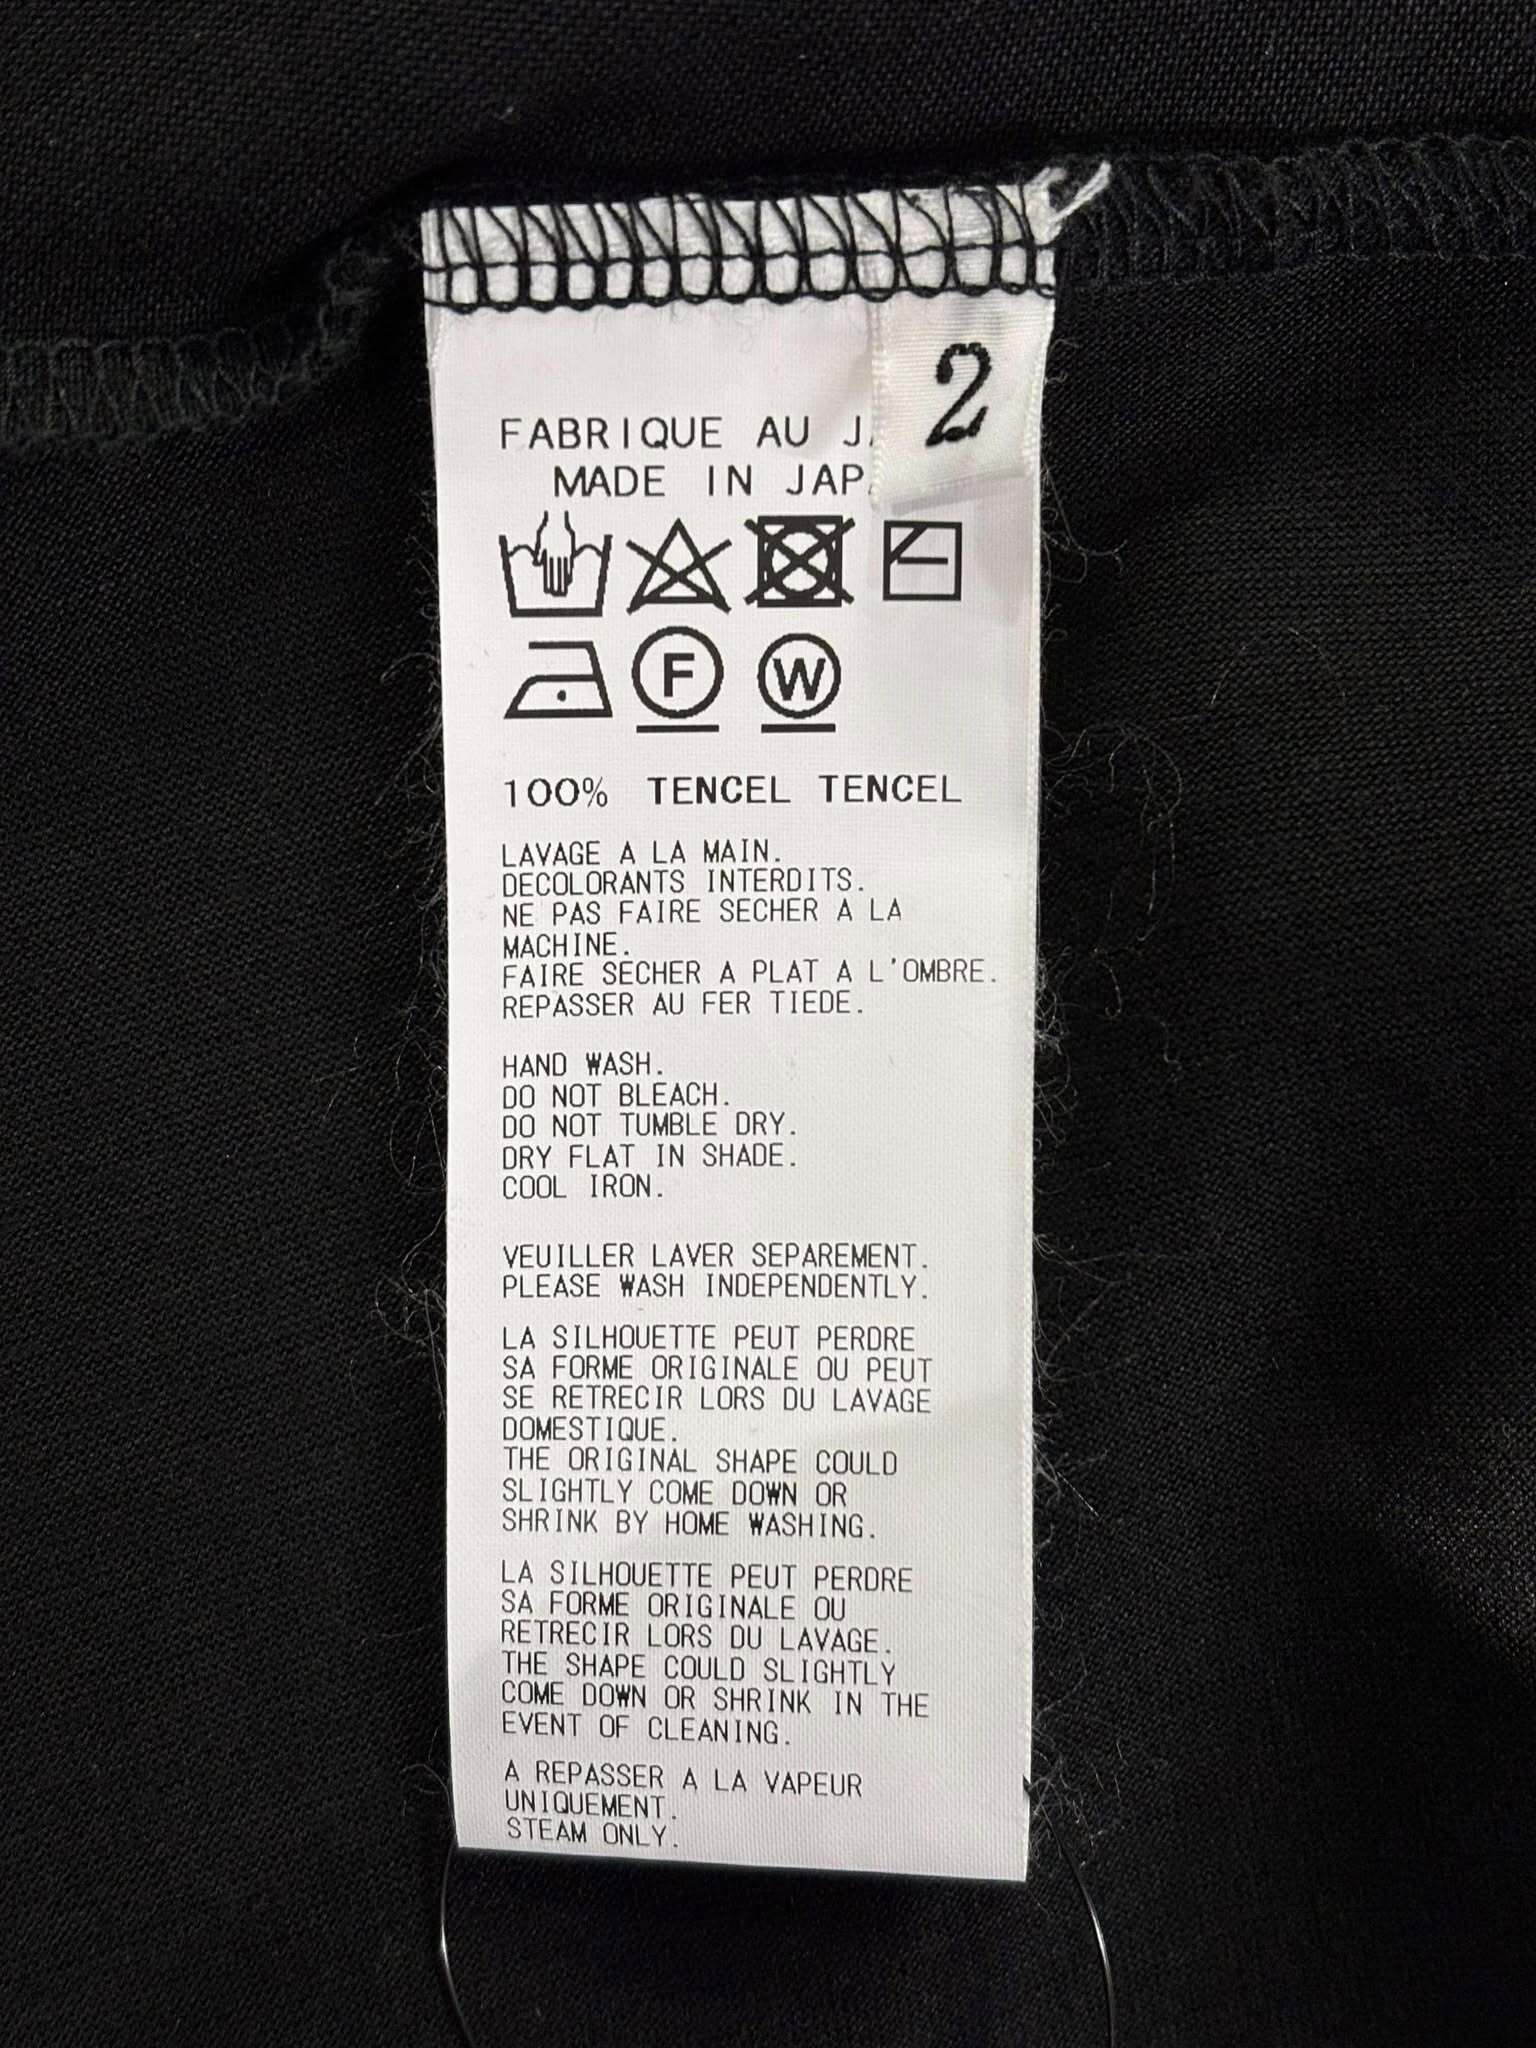 2
FABRIQUE AU
MADE IN
F W
100% TENCEL TENCEL
LAVAGE A LA MAIN.
DECOLORANTS INTERDITS.
NE PAS FAIRE SECHER A LA
MACHINE.
FAIRE SECHER A PLAT A L'OMBRE.
REPASSER AU FER TIEDE.
HAND WASH.
DO NOT BLEACH.
DO NOT TUMBLE DRY.
DRY FLAT IN SHADE.
COOL IRON.
VEUILLER LAVER SEPAREMENT.
PLEASE WASH INDEPENDENTLY.
LA SILHOUETTE PEUT PERDRE
SA FORME ORIGINALE OU PEUT
SE RETRECIR LORS DU LAVAGE
DOMESTIQUE.
THE ORIGINAL SHAPE COULD
SLIGHTLY COME DOWN OR
SHRINK BY HOME WASHING.
LA SILHOUETTE PEUT PERDRE
SA FORME ORIGINALE OU
RETRECIR LORS DU LAVAGE.
THE SHAPE COULD SLIGHTLY
COME DOWN OR SHRINK IN THE
EVENT OF CLEANING.
A REPASSER A LA VAPEUR
UNIQUEMENT.
STEAM ONLY.